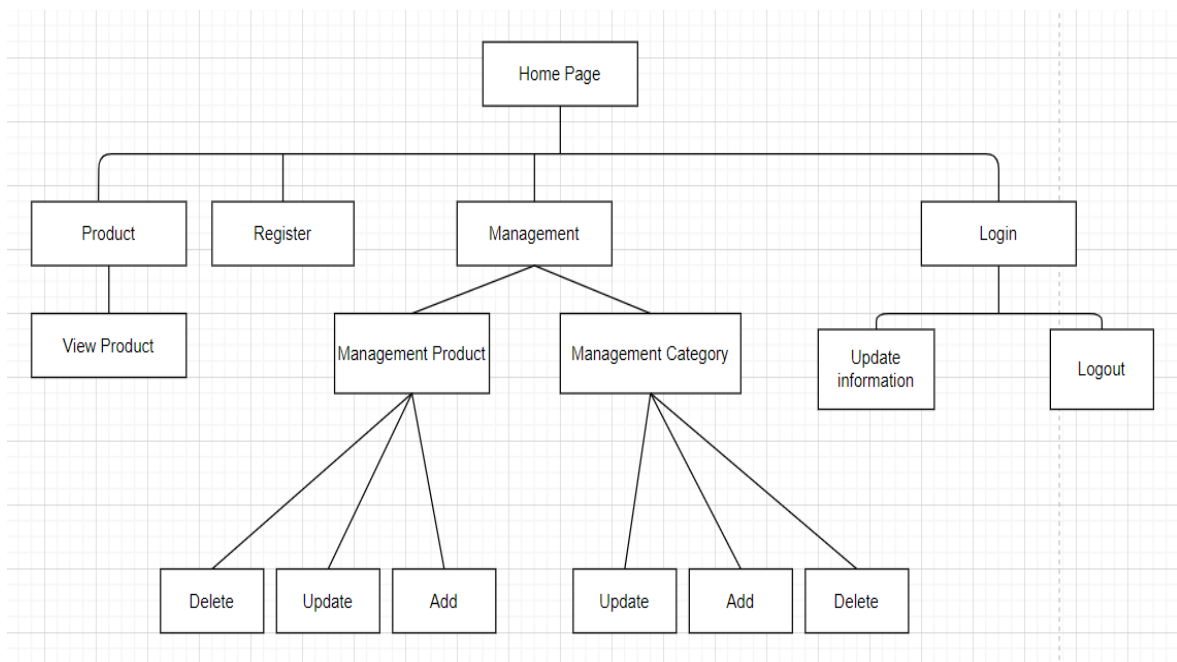 Home Page
Product
Register
Management
Login
View Product
Management Product
Management Category
Update
information
Logout
Delete
Update
Add
Update
Add
Delete